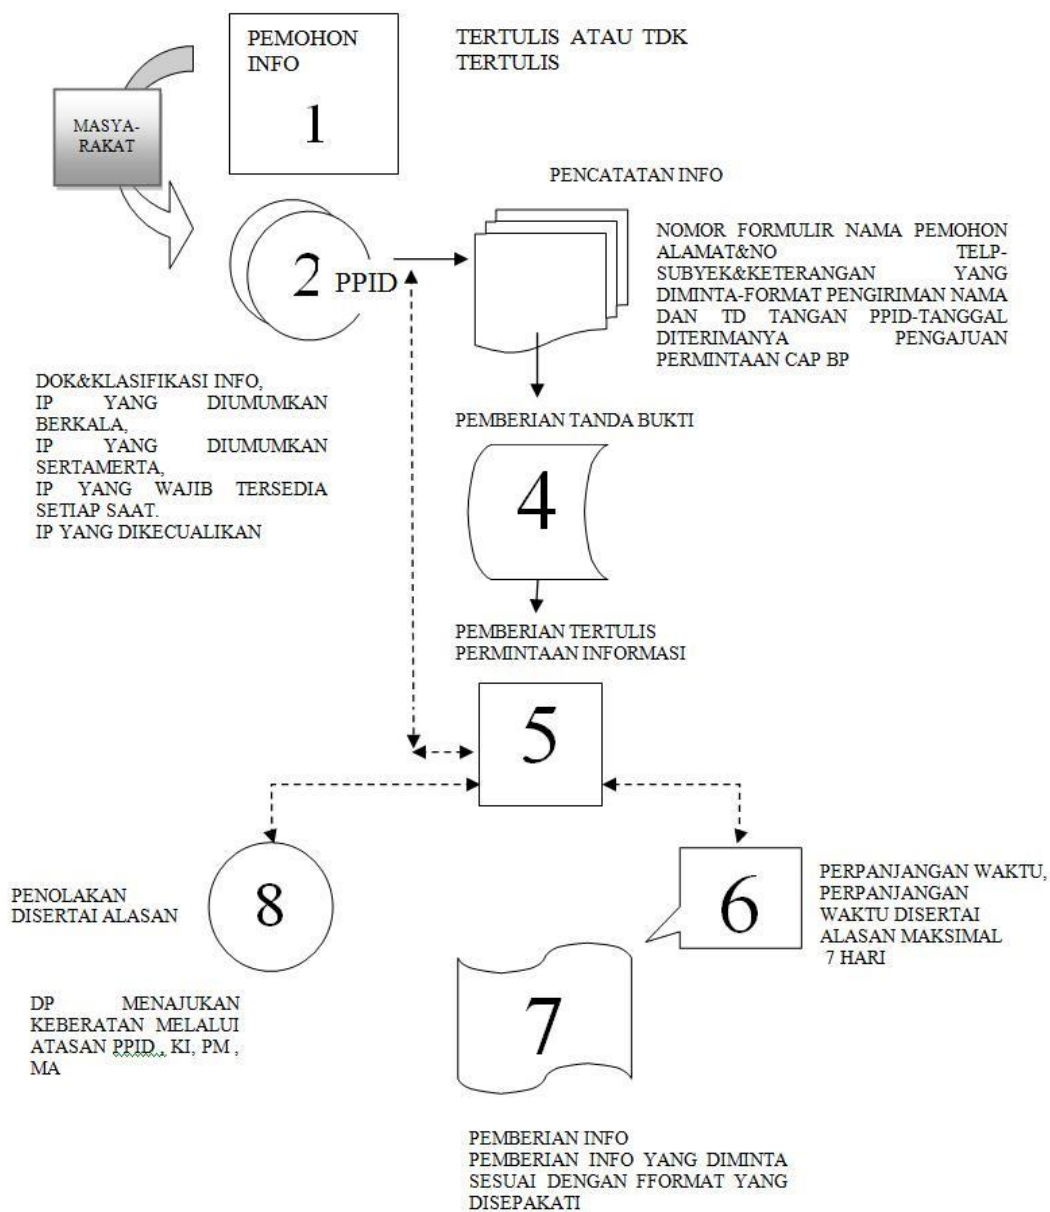 PEMOHON
INFO
1
TERTULIS ATAU TDK
TERTULIS
MASYA-
RAKAT
2 PPID
PENCATATAN INFO
NOMOR FORMULIR NAMA PEMOHON
ALAMAT&NO TELP-
SUBYEK&KETERANGAN YANG
DIMINTA-FORMAT PENGIRIMAN NAMA
DAN TD TANGAN PPID-TANGGAL
DITERIMANYA PENGAJUAN
PERMINTAAN CAP BP
DOK&KLASIFIKASI INFO,
IP YANG DIUMUMKAN
BERKALA,
IP YANG DIUMUMKAN
SERTAMERTA,
IP YANG WAJIB TERSEDIA
SETIAP SAAT.
IP YANG DIKECUALIKAN
PEMBERIAN TANDA BUKTI
4
PEMBERIAN TERTULIS
PERMINTAAN INFORMASI
5
PENOLAKAN
DISERTAI ALASAN
8
6
PERPANJANGAN WAKTU,
PERPANJANGAN
WAKTU DISERTAI
ALASAN MAKSIMAL
7 HARI
DP MENAJUKAN
KEBERATAN MELALUI
ATASAN PPID , KI, PM ,
MA
7
PEMBERIAN INFO
PEMBERIAN INFO YANG DIMINTA
SESUAI DENGAN FFORMAT YANG
DISEPAKATI